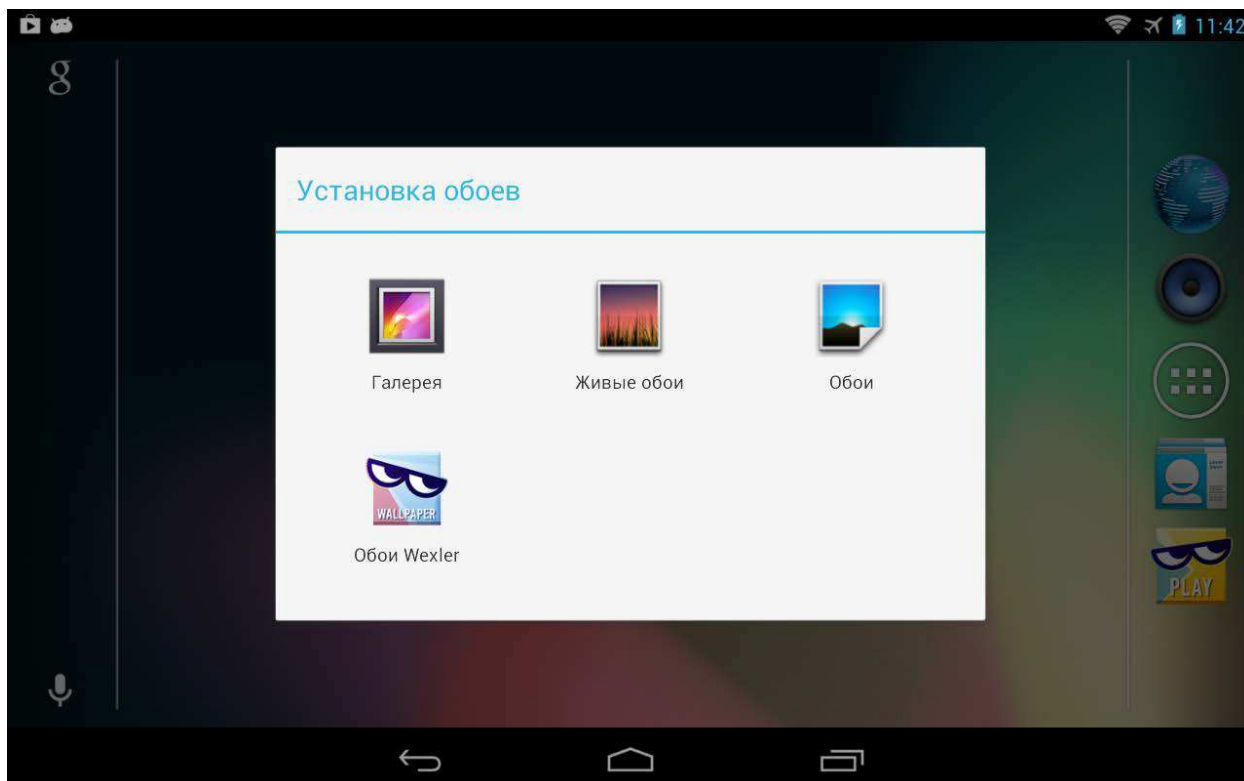 11:42
g
Установка обоев
Галерея
Живые обои
Обои
WALLPAPER
Обои Wexler
PLAY